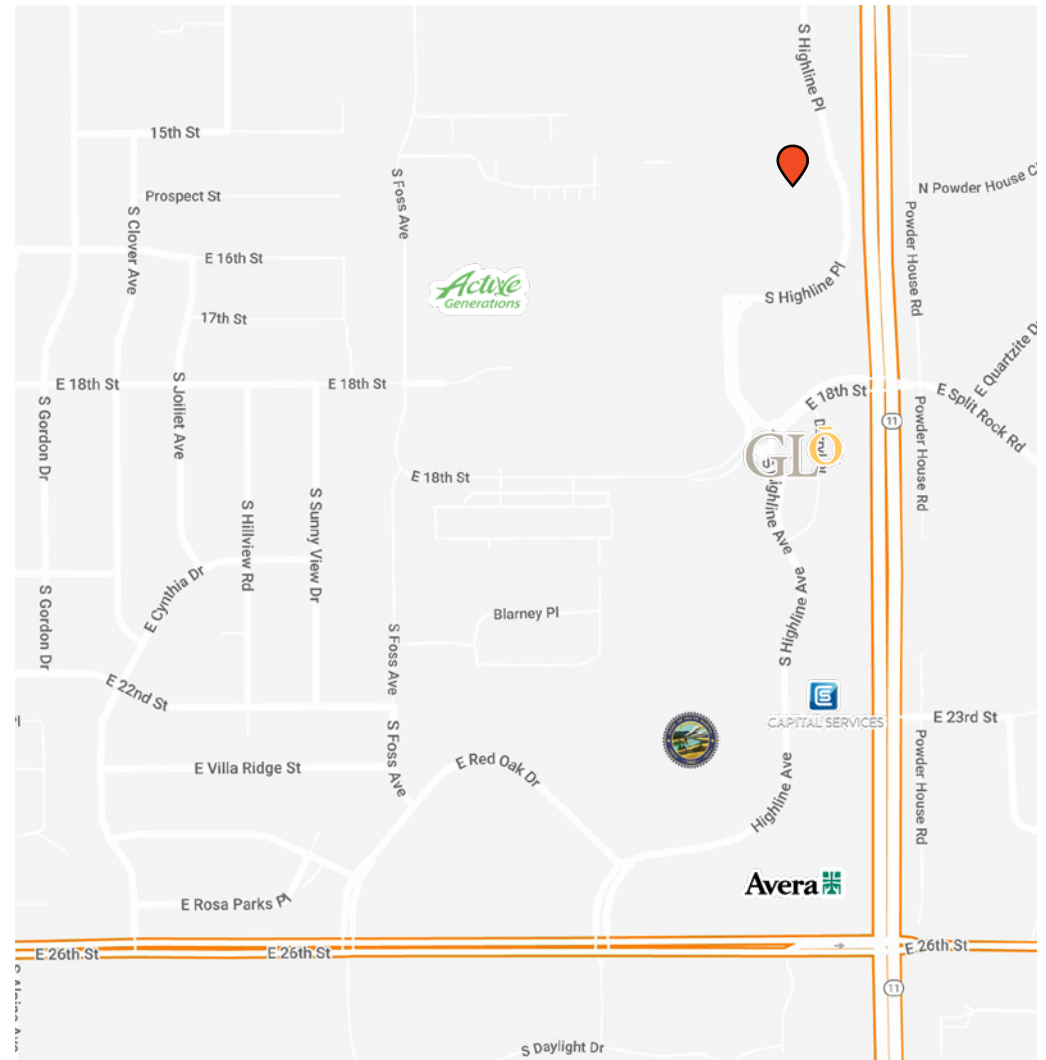 S Highline Pl
15th St
S Foss Ave
N Powder House Ci
Prospect St
Powder House Rd
S Clover Ave
E 16th St
S Highline Pl
Active
Generations
17th St
E Quartzite Dr
E 18th St
E 18th St
E 18th St
E Split Rock Rd
S Gordon Dr
S Joiliet Ave
11
Powder House Rd
GLŌ
E 18th St
S Highline Ave
S Hillview Rd
S Sunny View Dr
S Highline Ave
E Cynthia Dr
S Gordon Dr
Blarney Pl
S Foss Ave
E 22nd St
CAPITAL SERVICES
E 23rd St
S Foss Ave
E Villa Ridge St
E Red Oak Dr
Highline Ave
Powder House Rd
Avera
E Rosa Parks Pl
E 26th St
E 26th St
E 26th St
11
S Daylight Dr